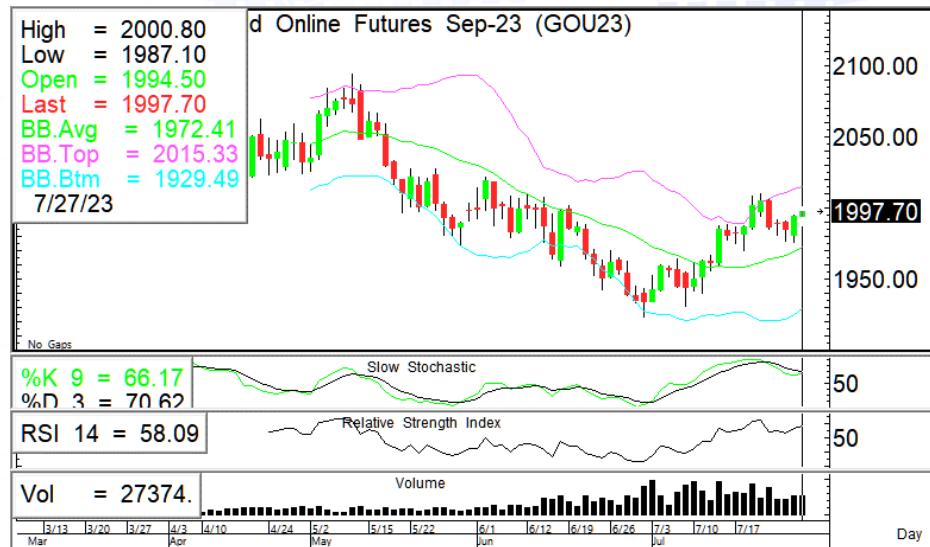 d Online Futures Sep-23 (GOU23)
High = 2000.80
Low = 1987.10
Open = 1994.50
Last = 1997.70
BB.Avg = 1972.41
BB.Top = 2015.33
BB.Btm = 1929.49
7/27/23
2100.00
2050.00
1997.70
1950.00
No Gaps
Slow Stochastic
%K 9 = 66.17
%D 3 = 70.62
50
Relative Strength Index
RSI 14 = 58.09
50
Volume
Vol = 27374.
3/13 3/20 3/27 4/3 4/10 4/24 5/2 5/15 5/22 6/1 6/12 6/19 6/26 7/3 7/10 7/17
Mar Apr May Jun Jul Day